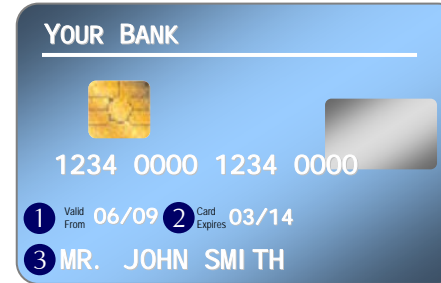 YOUR BANK
1234 0000 1234 0000
1 Valid From 06/09 2 Card Expires 03/14
3 MR. JOHN SMITH